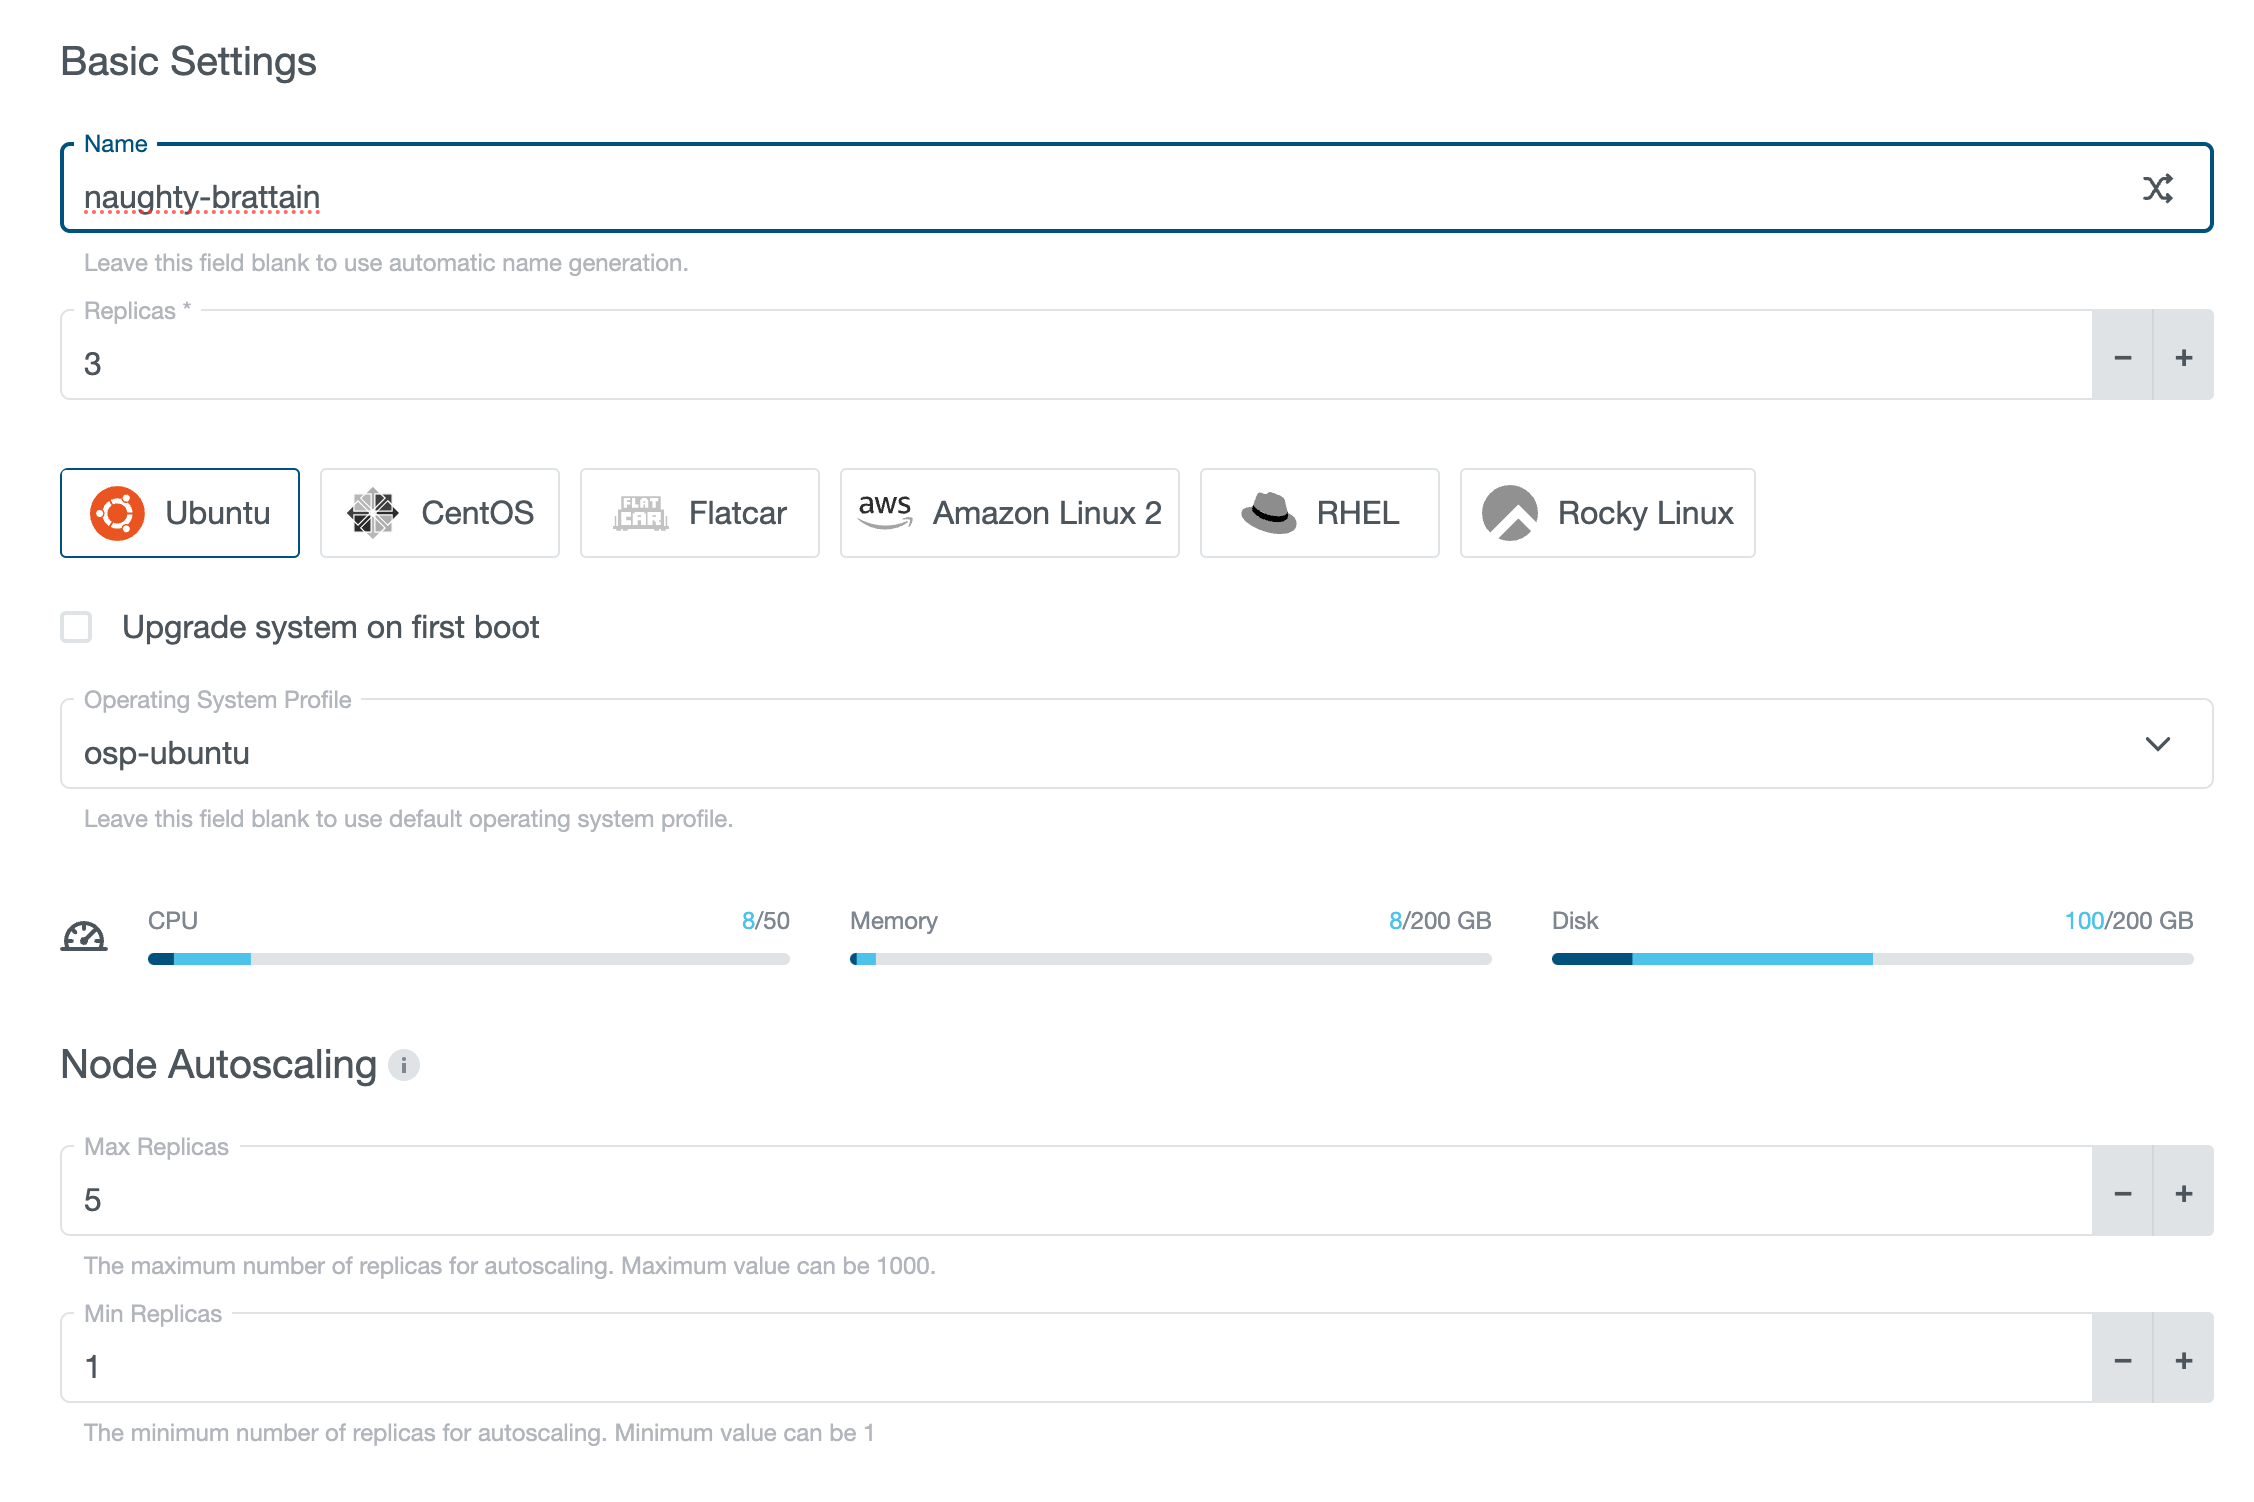 Basic Settings
Name
naughty-brattain
Leave this field blank to use automatic name generation.
Replicas *
3
− +
Ubuntu CentOS FLAT CAR Flatcar aws Amazon Linux 2 RHEL Rocky Linux
Upgrade system on first boot
Operating System Profile
osp-ubuntu
Leave this field blank to use default operating system profile.
CPU 8/50 Memory 8/200 GB Disk 100/200 GB
Node Autoscaling i
Max Replicas
5
− +
The maximum number of replicas for autoscaling. Maximum value can be 1000.
Min Replicas
1
− +
The minimum number of replicas for autoscaling. Minimum value can be 1